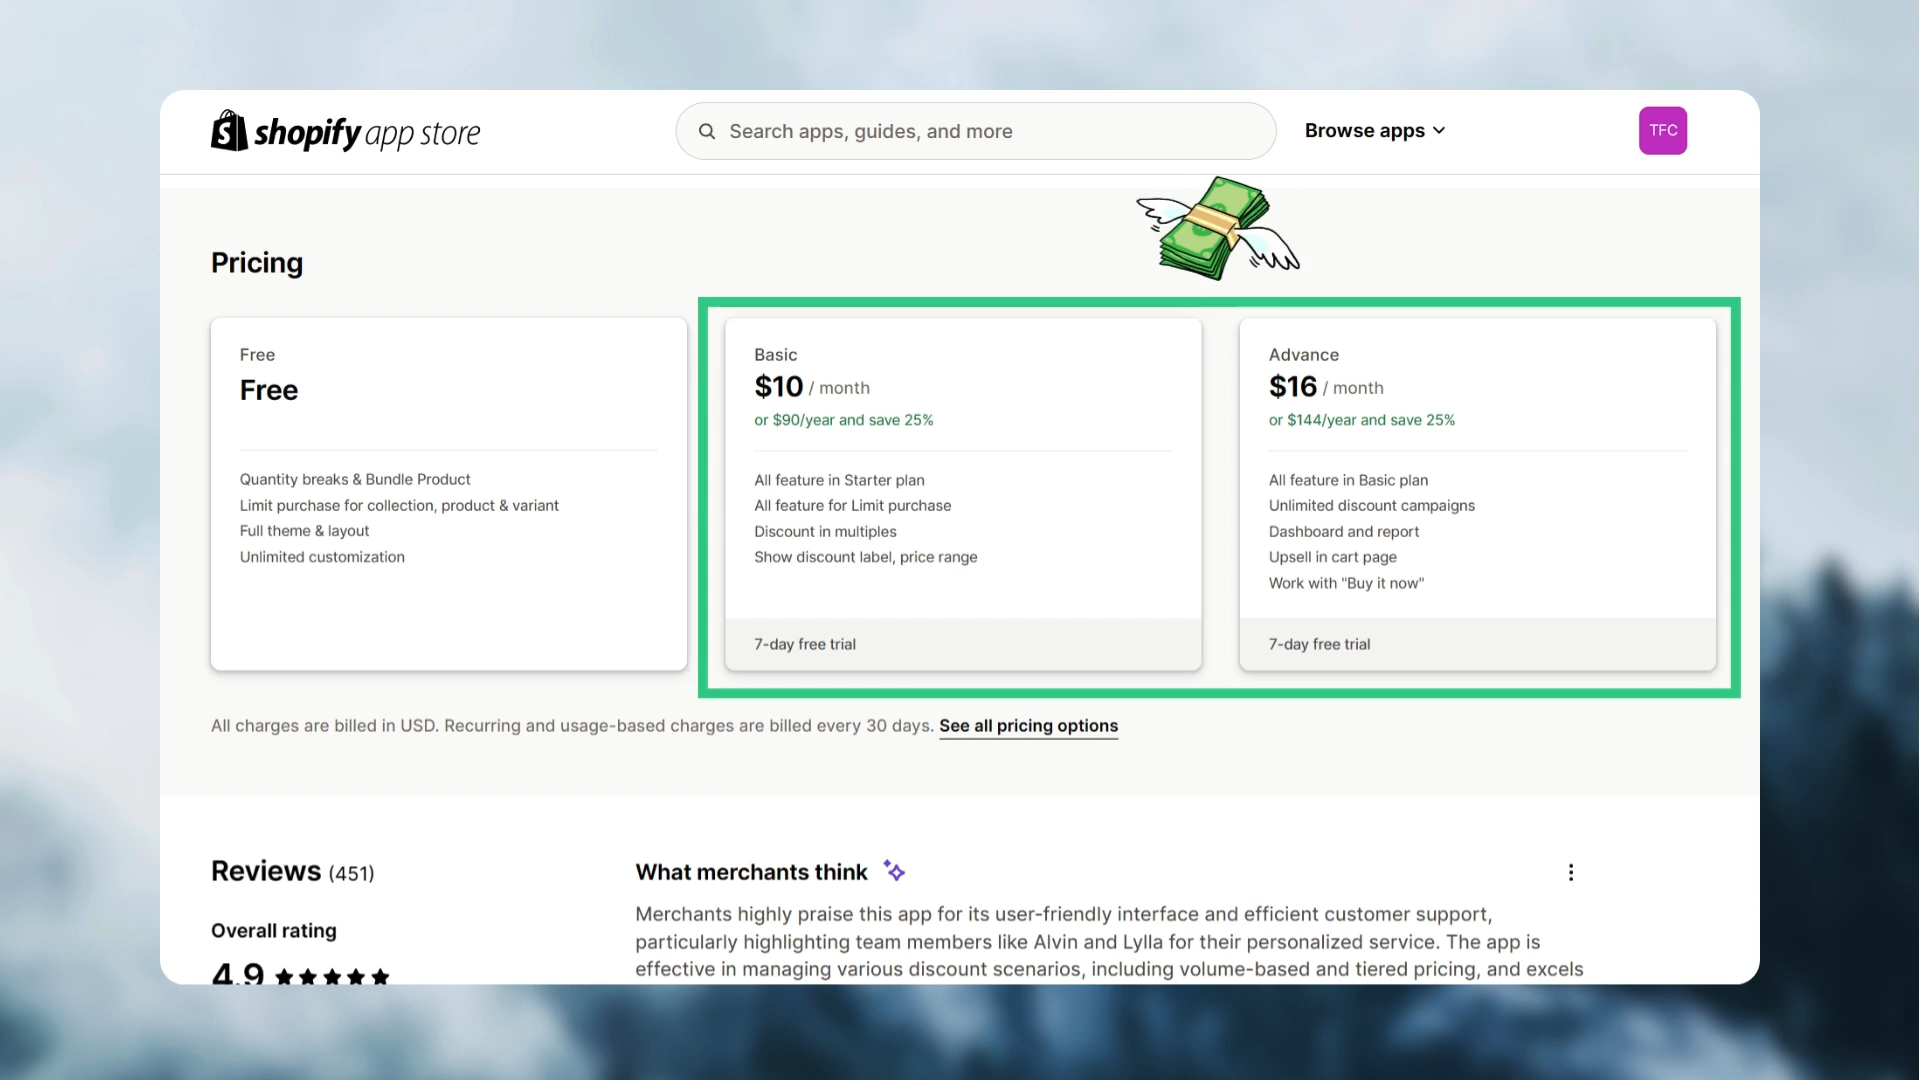 shopify app store
Search apps, guides, and more
Browse apps
TFC
Pricing
Free
Free
Quantity breaks & Bundle Product
Limit purchase for collection, product & variant
Full theme & layout
Unlimited customization
Basic
$10 / month
or $90/year and save 25%
All feature in Starter plan
All feature for Limit purchase
Discount in multiples
Show discount label, price range
7-day free trial
Advance
$16 / month
or $144/year and save 25%
All feature in Basic plan
Unlimited discount campaigns
Dashboard and report
Upsell in cart page
Work with "Buy it now"
7-day free trial
All charges are billed in USD. Recurring and usage-based charges are billed every 30 days. See all pricing options
Reviews (451)
Overall rating
4.9
What merchants think
Merchants highly praise this app for its user-friendly interface and efficient customer support,
particularly highlighting team members like Alvin and Lylla for their personalized service. The app is
effective in managing various discount scenarios, including volume-based and tiered pricing, and excels